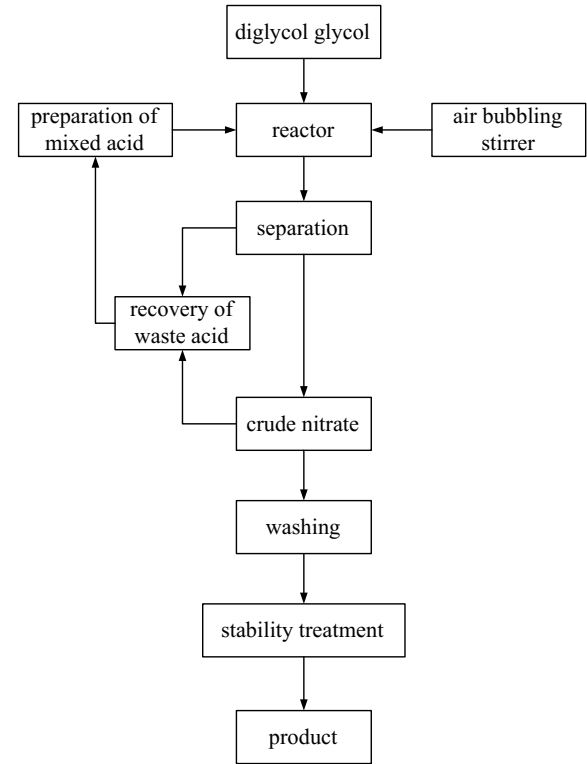 diglycol glycol
preparation of
mixed acid
reactor
air bubbling
stirrer
separation
recovery of
waste acid
crude nitrate
washing
stability treatment
product